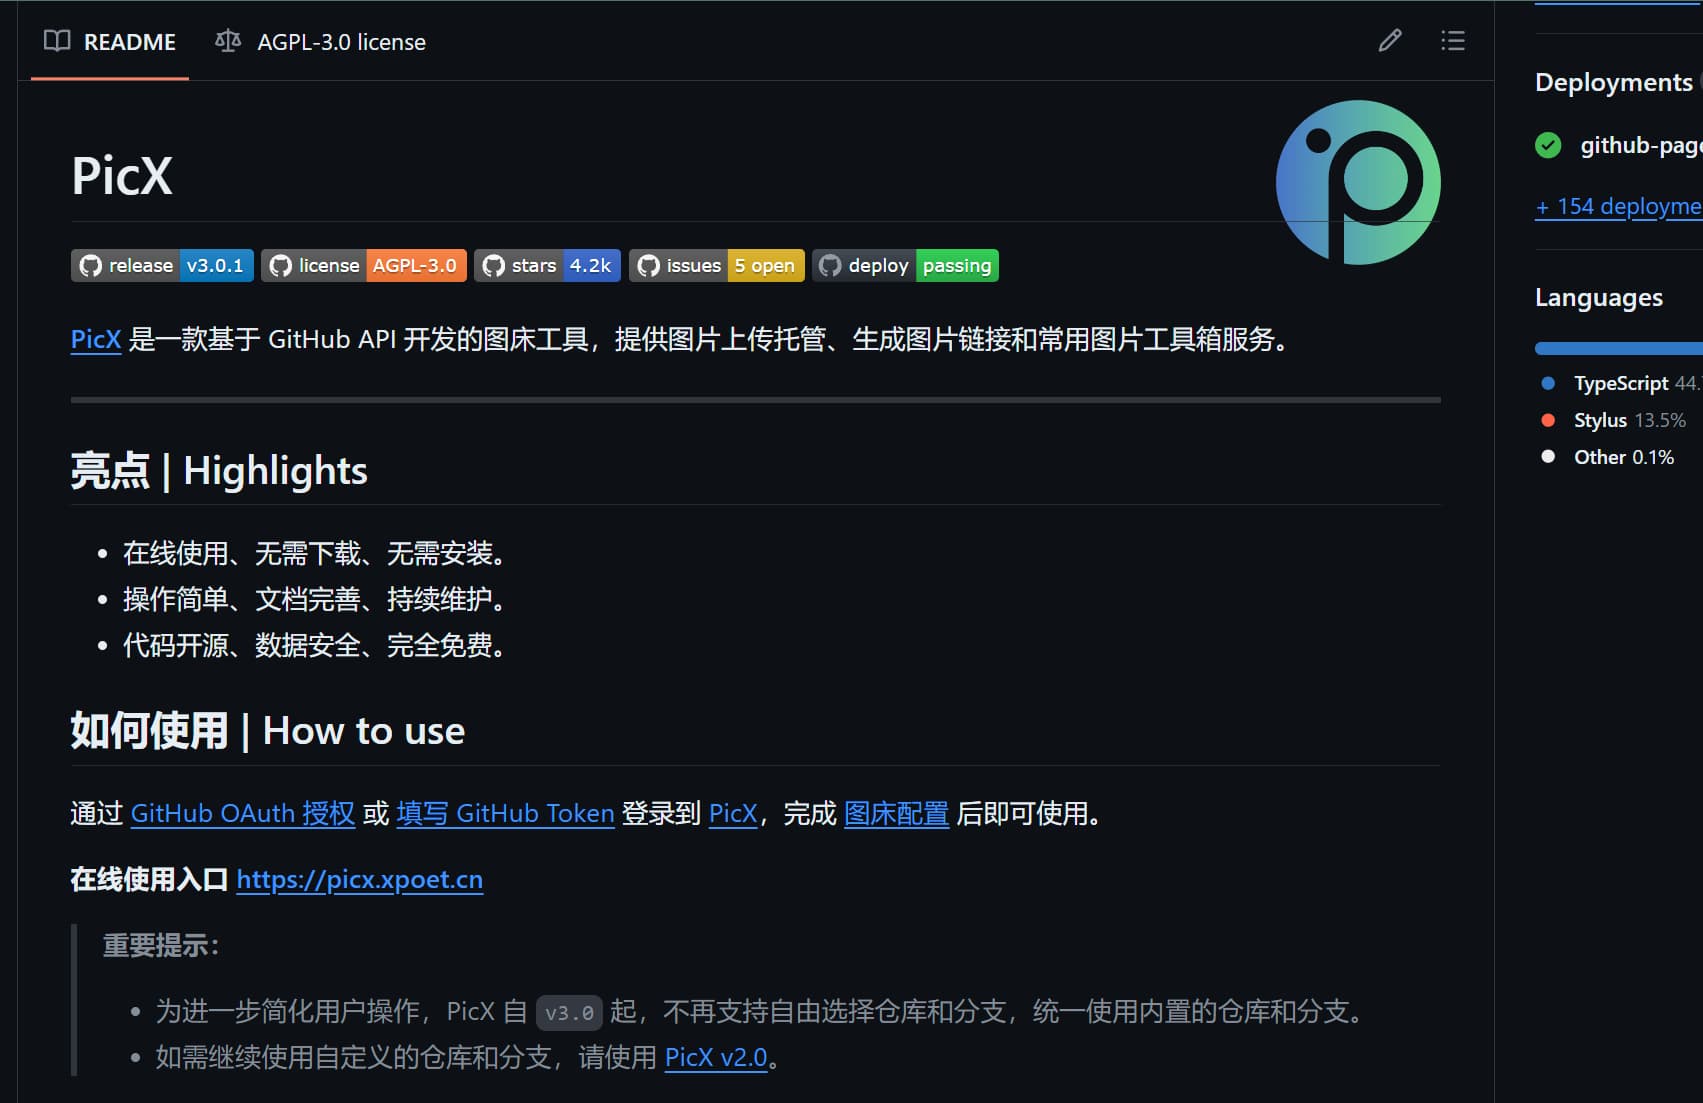 README
AGPL-3.0 license
PicX
release v3.0.1
license AGPL-3.0
stars 4.2k
issues 5 open
deploy passing
PicX 是一款基于 GitHub API 开发的图床工具，提供图片上传托管、生成图片链接和常用图片工具箱服务。
亮点 | Highlights
在线使用、无需下载、无需安装。
操作简单、文档完善、持续维护。
代码开源、数据安全、完全免费。
如何使用 | How to use
通过 GitHub OAuth 授权 或 填写 GitHub Token 登录到 PicX，完成 图床配置 后即可使用。
在线使用入口 https://picx.xpoet.cn
重要提示：
为进一步简化用户操作，PicX 自 v3.0 起，不再支持自由选择仓库和分支，统一使用内置的仓库和分支。
如需继续使用自定义的仓库和分支，请使用 PicX v2.0。
Deployments
github-page
+ 154 deployme
Languages
TypeScript 44.
Stylus 13.5%
Other 0.1%